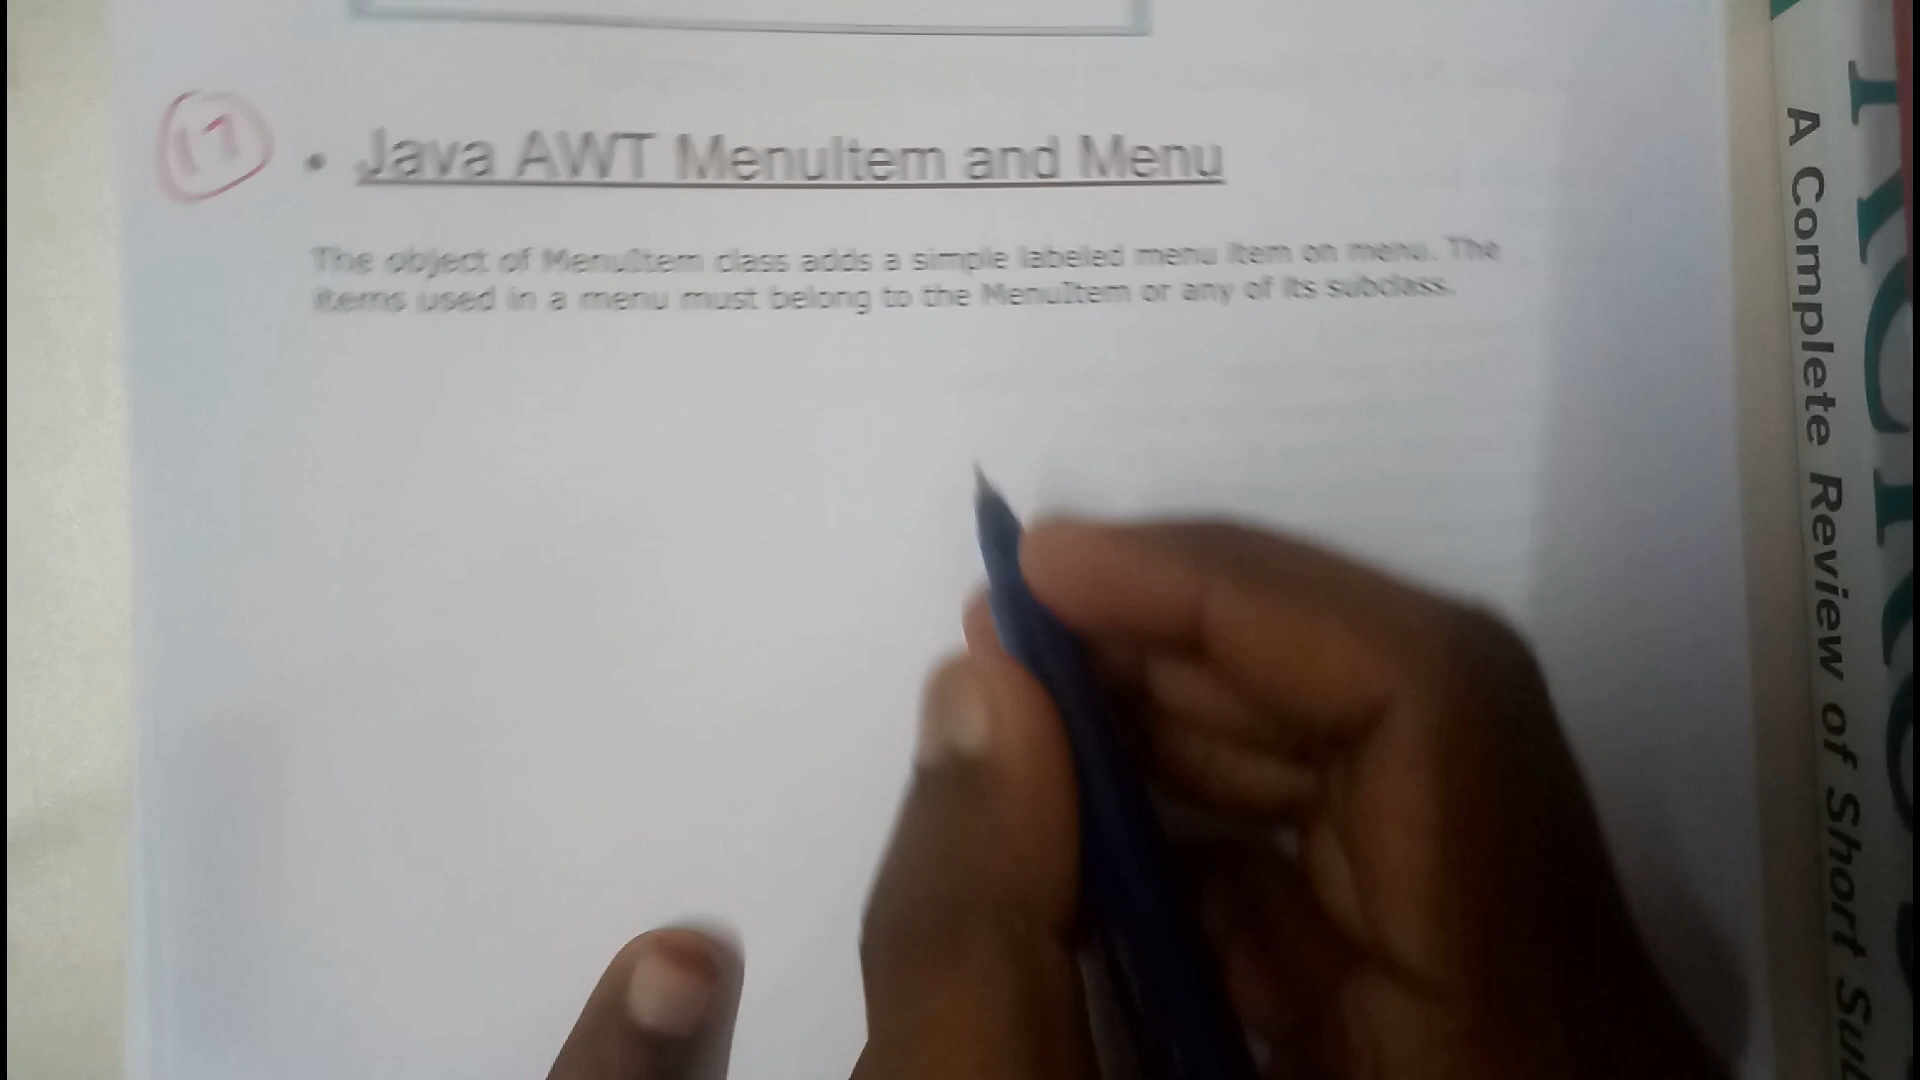 17
• Java AWT MenuItem and Menu
The object of MenuItem class adds a simple labeled menu item on menu. The
items used in a menu must belong to the MenuItem or any of its subclass.
A Complete Review of Short